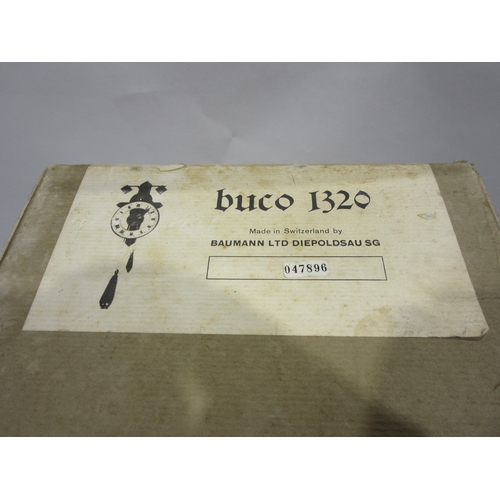 buco 1320
Made in Switzerland by
BAUMANN LTD DIEPOLDSAU SG
047896